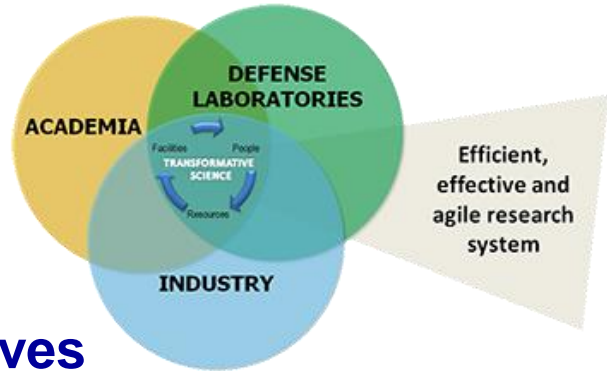 DEFENSE
LABORATORIES
ACADEMIA
Facilities People
TRANSFORMATIVE
SCIENCE
Resources
INDUSTRY
Efficient,
effective and
agile research
system
ves